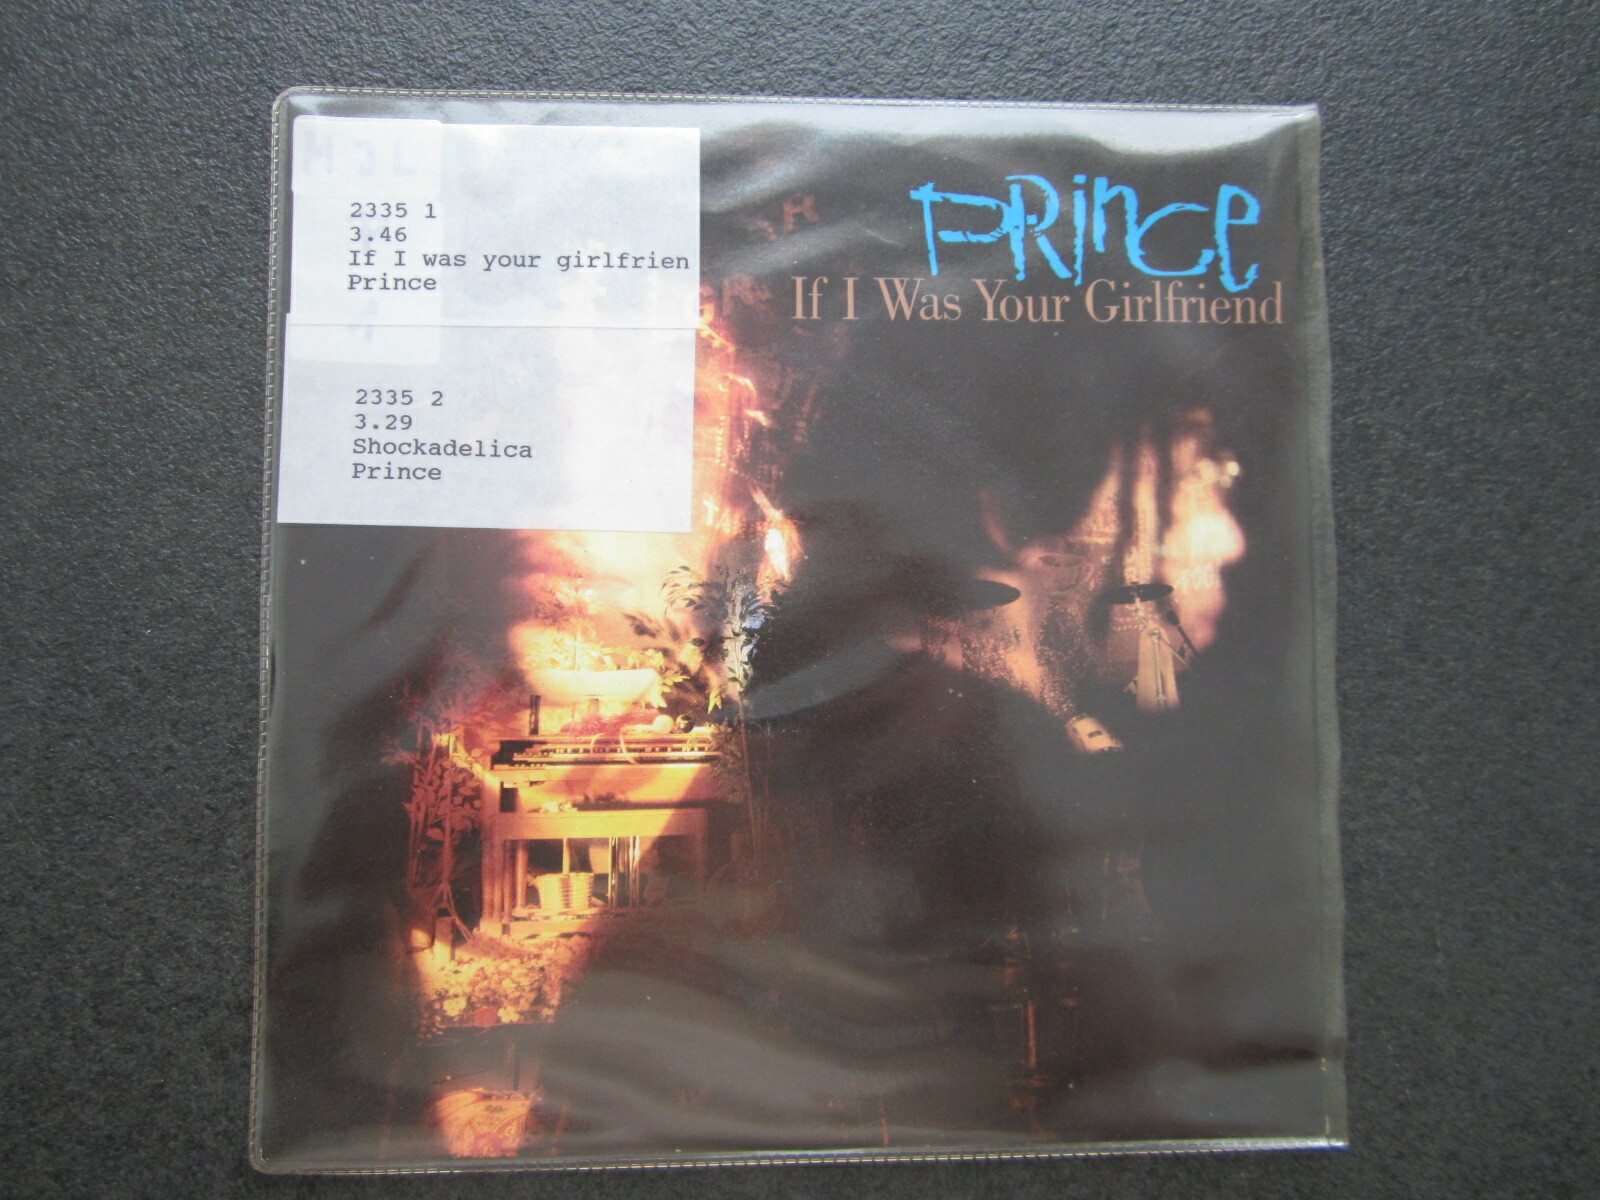 2335 1
3.46
If I was your girlfrien
Prince
2335 2
3.29
Shockadelica
Prince
PRince
If I Was Your Girlfriend